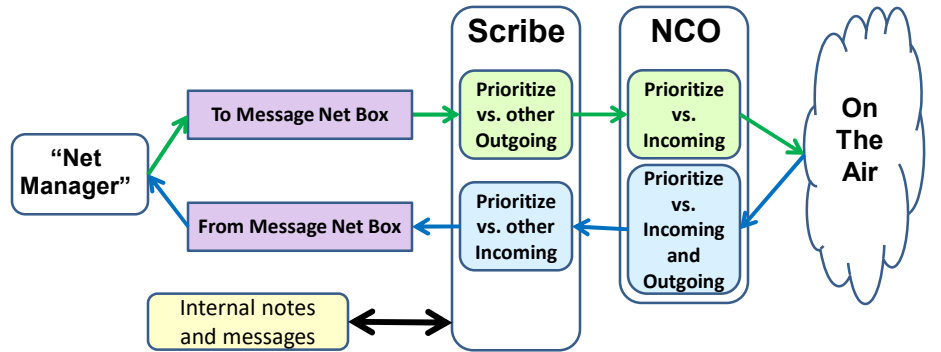 Scribe
NCO
Prioritize
vs. other
Outgoing
Prioritize
vs.
Incoming
On
The
Air
To Message Net Box
“Net
Manager”
From Message Net Box
Prioritize
vs. other
Incoming
Prioritize
vs.
Incoming
and
Outgoing
Internal notes
and messages